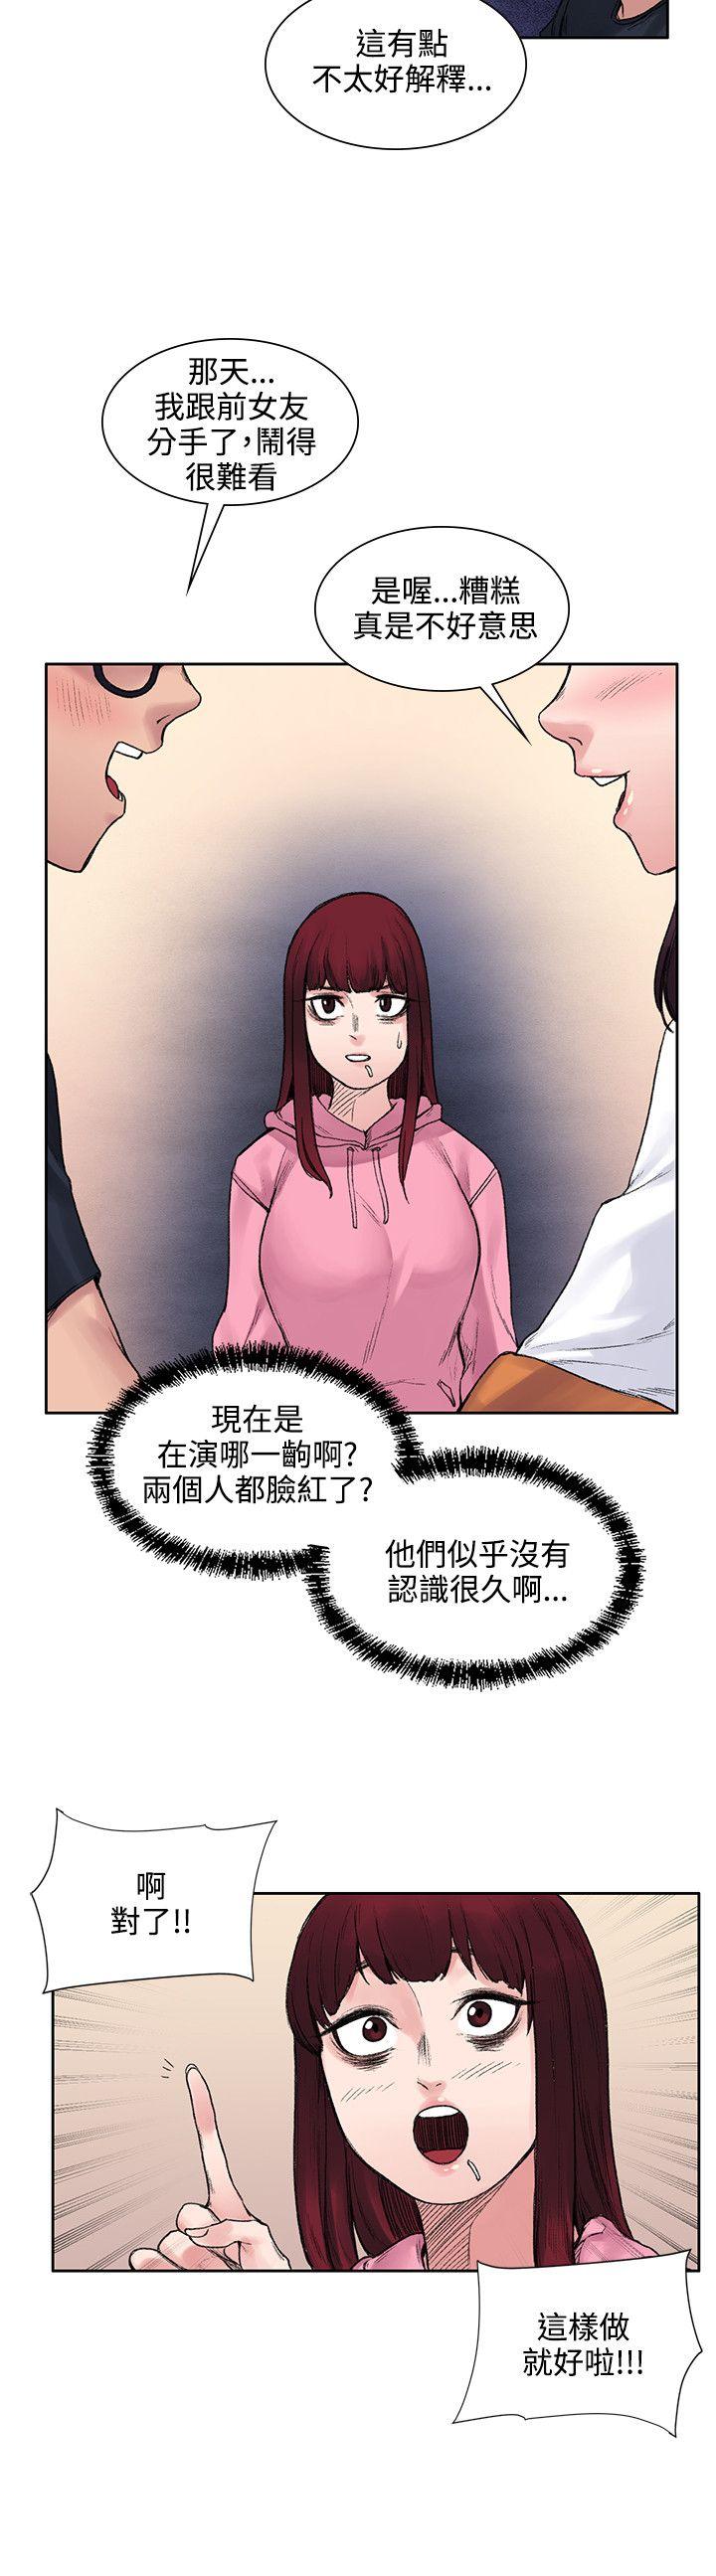 這有點
不太好解釋...
那天...
我跟前女友
分手了,鬧得
很難看
是喔...糟糕
真是不好意思
現在是
在演哪一齣啊?
兩個人都臉紅了?
他們似乎沒有
認識很久啊...
啊
對了!!
這樣做
就好啦!!!